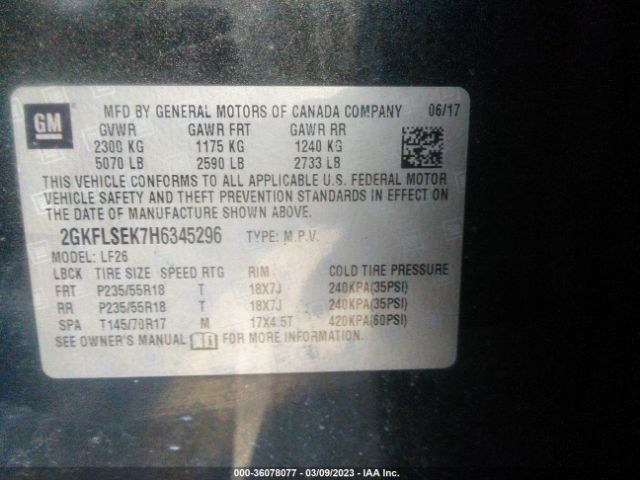 GM
MFD BY GENERAL MOTORS OF CANADA COMPANY 06/17
GVWR GAWR FRT GAWR RR
2300 KG 1175 KG 1240 KG
5070 LB 2590 LB 2733 LB
THIS VEHICLE CONFORMS TO ALL APPLICABLE U.S. FEDERAL MOTOR
VEHICLE SAFETY AND THEFT PREVENTION STANDARDS IN EFFECT ON
THE DATE OF MANUFACTURE SHOWN ABOVE.
2GKFLSEK7H6345296 TYPE: M.P.V.
MODEL: LF26
LBCK TIRE SIZE SPEED RTG RIM COLD TIRE PRESSURE
FRT P235/55R18 T 18X7J 240KPA(35PSI)
RR P235/55R18 T 18X7J 240KPA(35PSI)
SPA T145/70R17 M 17X4.5T 420KPA(60PSI)
SEE OWNER'S MANUAL FOR MORE INFORMATION.
000-36078077 — 03/09/2023 — IAA Inc.